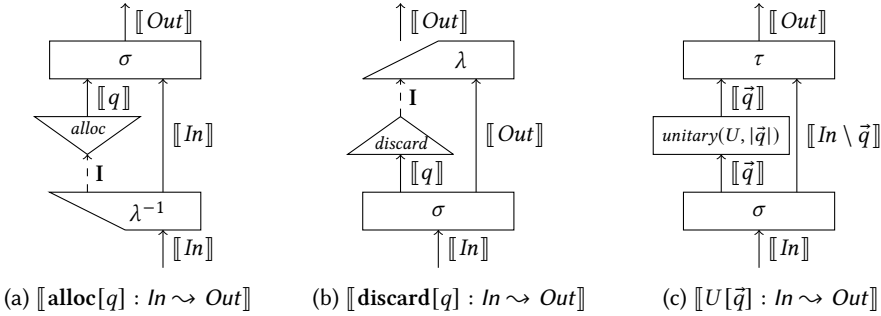 ⟦Out⟧ ⟦Out⟧ ⟦Out⟧
σ λ τ
⟦q⟧ I ⟦q⃗⟧
alloc ⟦In⟧ discard ⟦Out⟧ unitary(U, |q⃗|) ⟦In \ q⃗⟧
I ⟦q⟧ ⟦q⃗⟧
λ⁻¹ σ σ
⟦In⟧ ⟦In⟧ ⟦In⟧
(a) ⟦alloc[q] : In ⇝ Out⟧ (b) ⟦discard[q] : In ⇝ Out⟧ (c) ⟦U[q⃗] : In ⇝ Out⟧